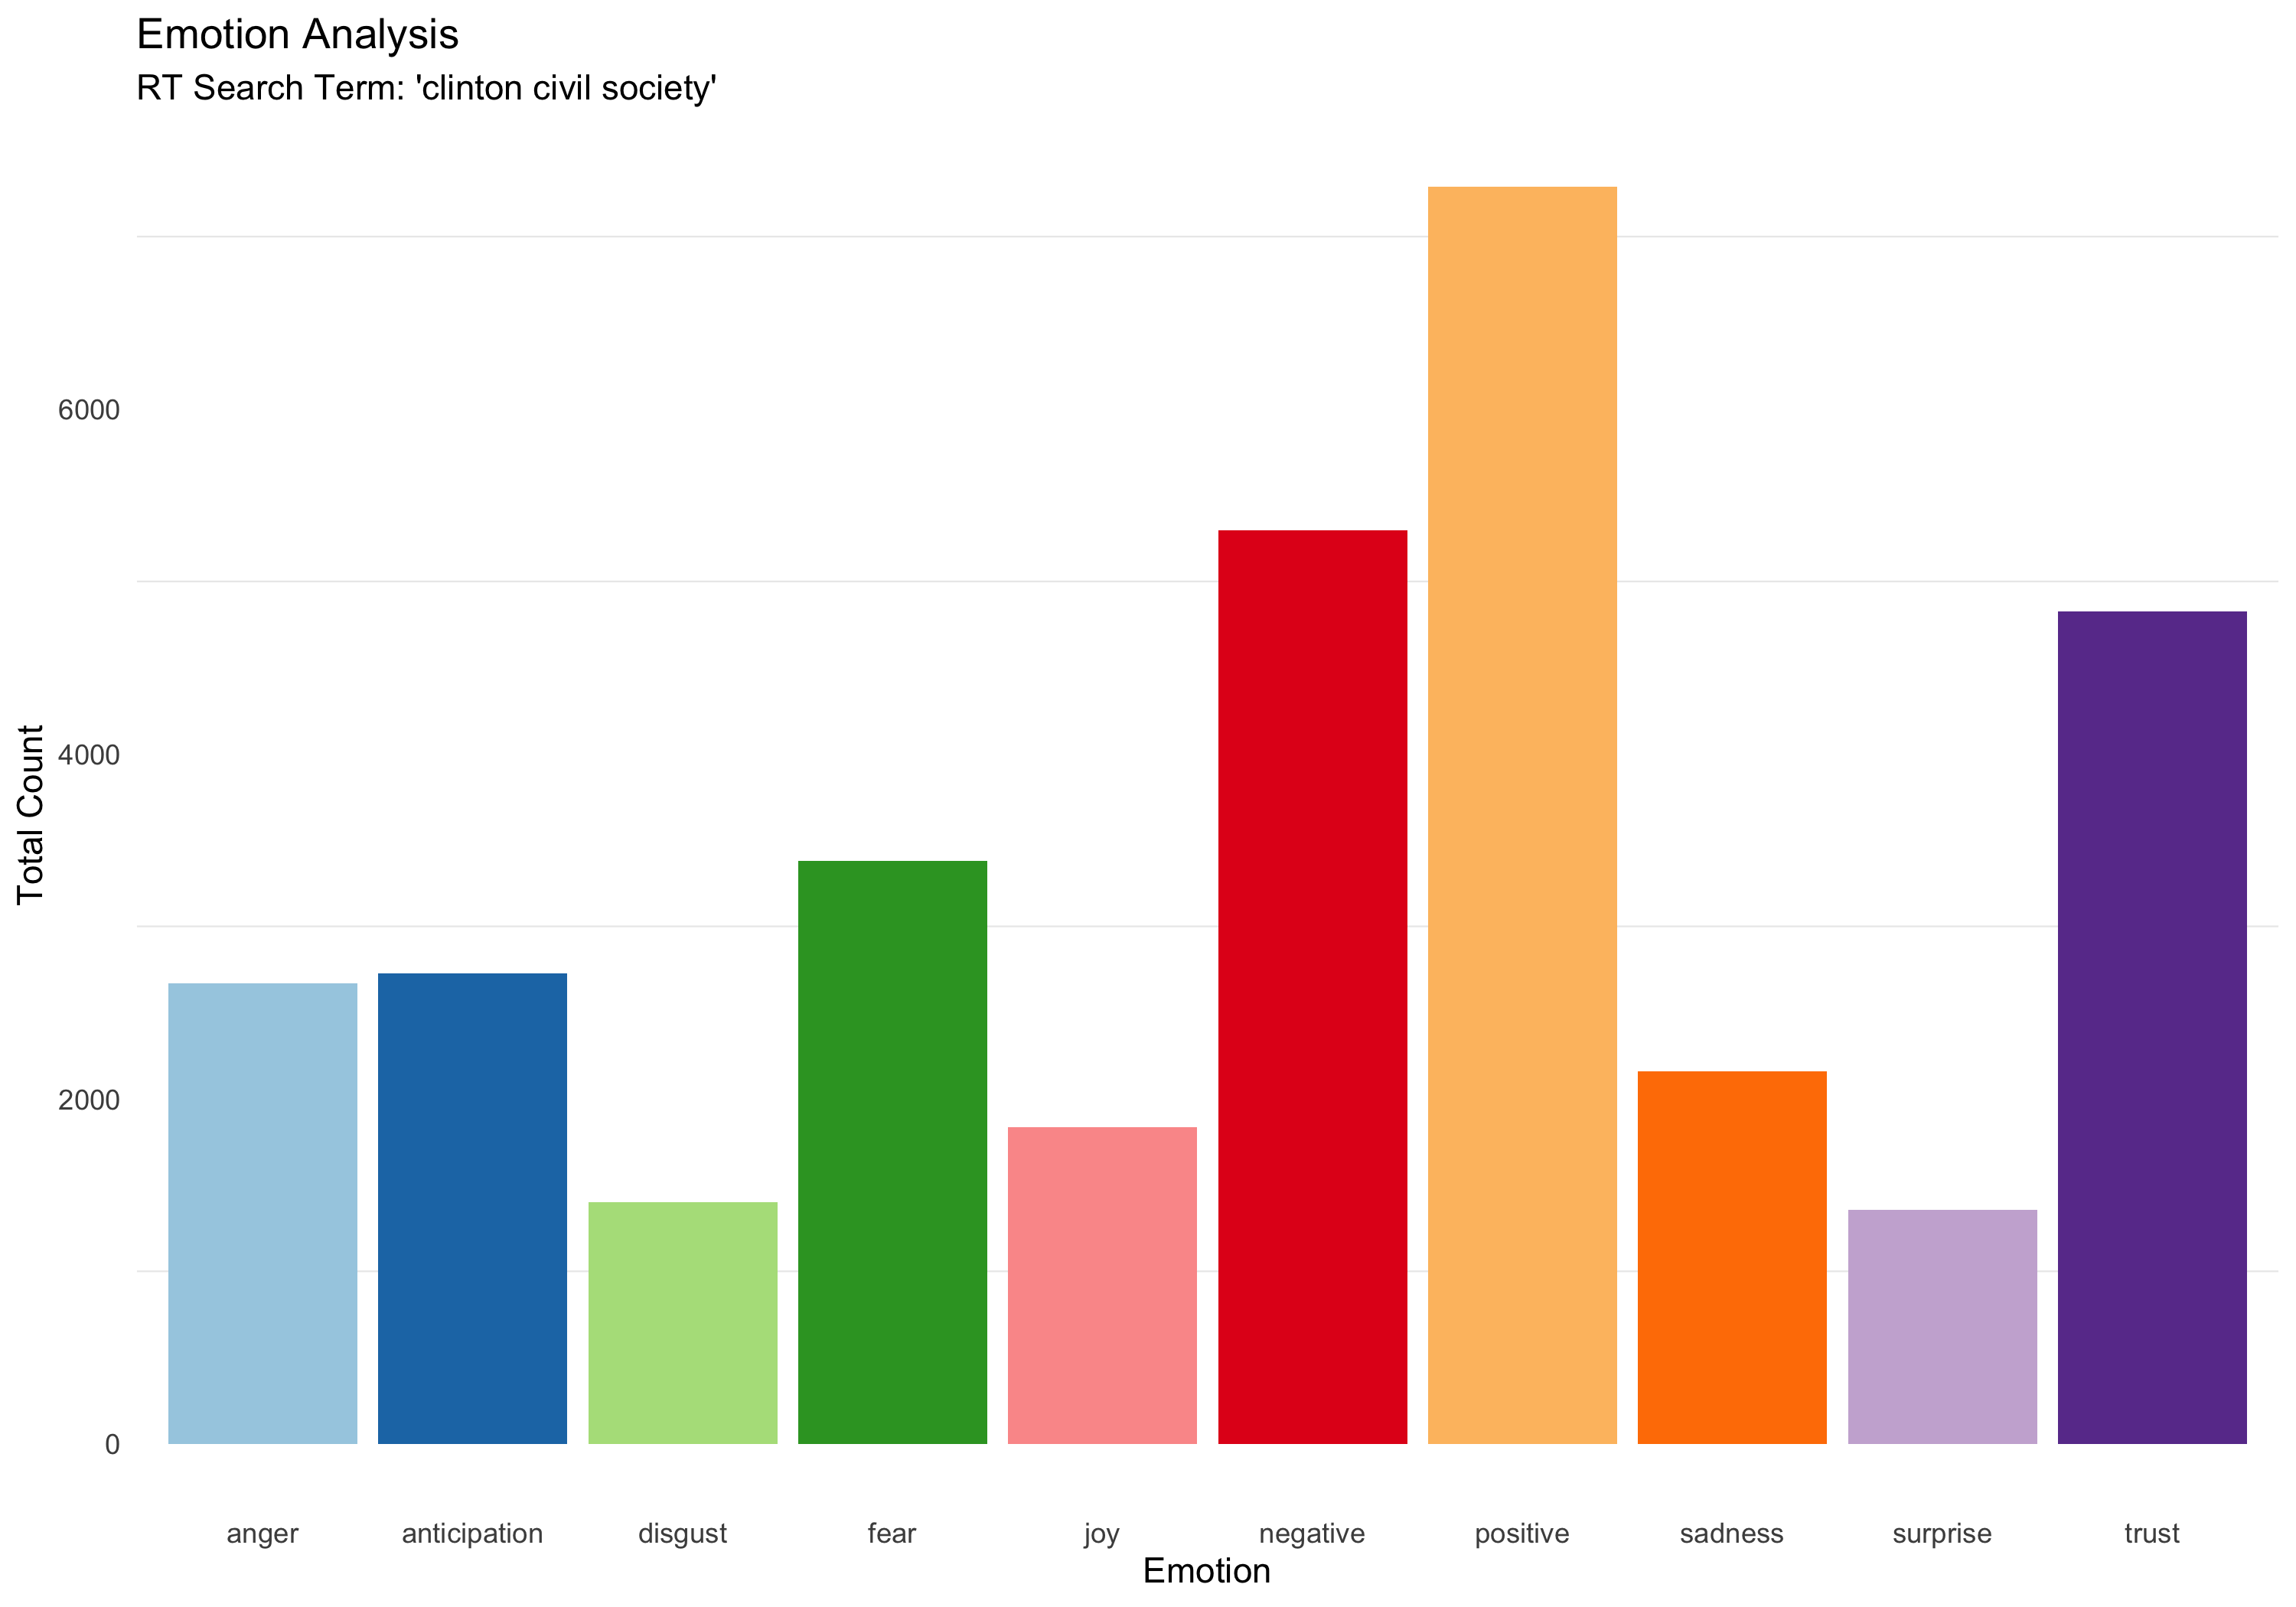 Emotion Analysis
RT Search Term: 'clinton civil society'
Total Count
6000
4000
2000
0
anger anticipation disgust fear joy negative positive sadness surprise trust
Emotion